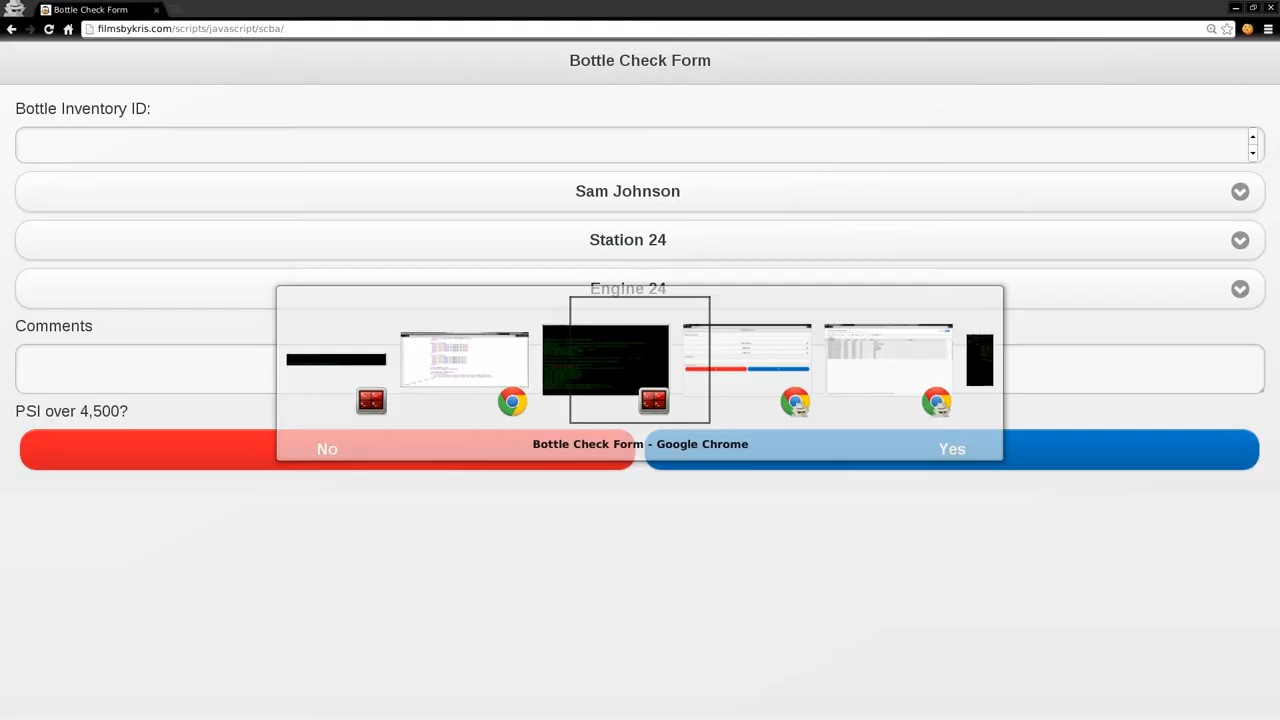 Bottle Check Form
filmsbykris.com/scripts/javascript/scba/
Bottle Check Form
Bottle Inventory ID:
Sam Johnson
Station 24
Engine 24
Comments
PSI over 4,500?
No
Bottle Check Form - Google Chrome
Yes